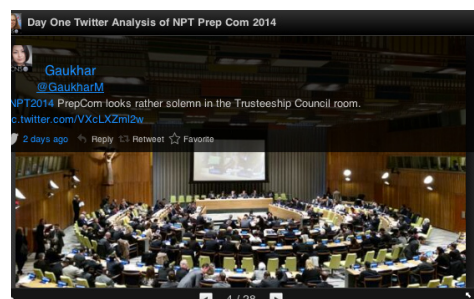 Day One Twitter Analysis of NPT Prep Com 2014
Gaukhar
@GaukharM
NPT2014 PrepCom looks rather solemn in the Trusteeship Council room.
c.twitter.com/VXcLXZml2w
2 days ago Reply Retweet Favorite
4 / 28